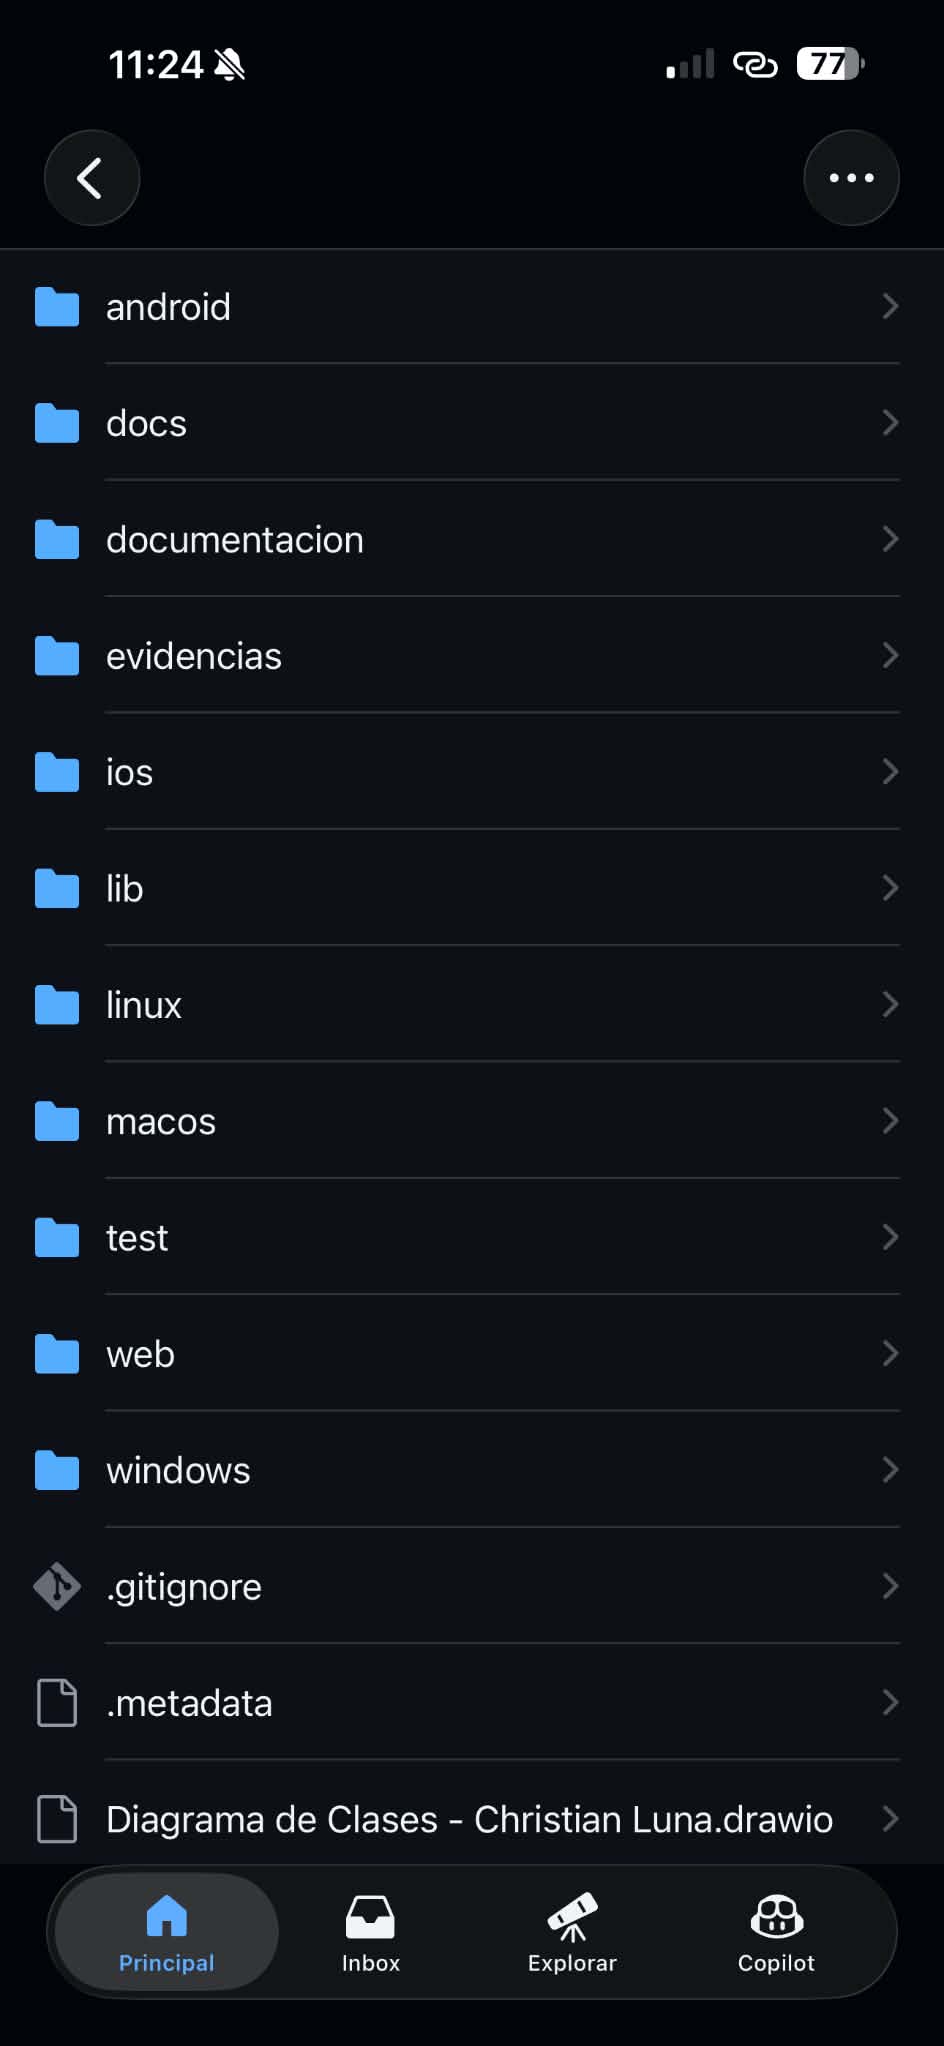 11:24
77
android
docs
documentacion
evidencias
ios
lib
linux
macos
test
web
windows
.gitignore
.metadata
Diagrama de Clases - Christian Luna.drawio
Principal
Inbox
Explorar
Copilot